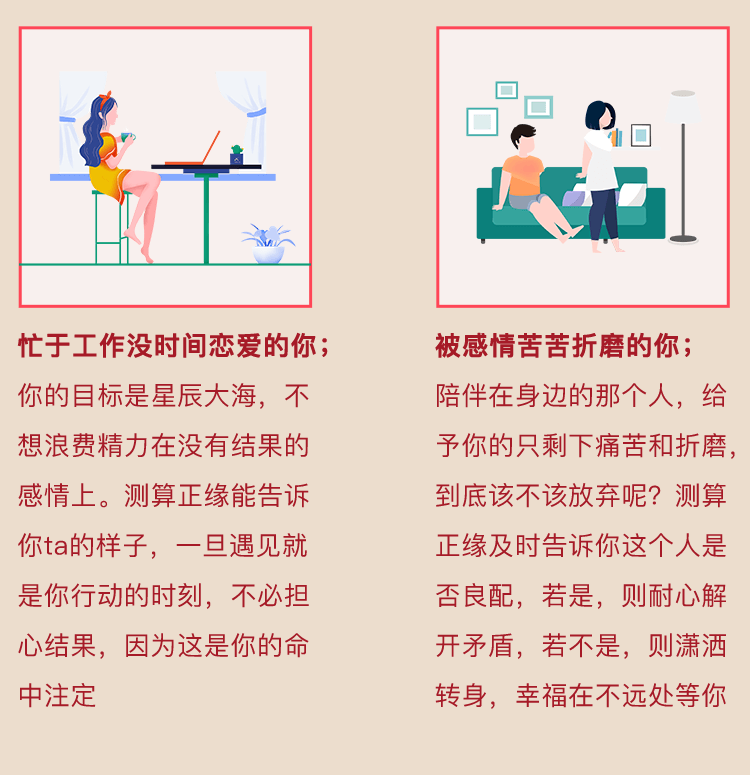 忙于工作没时间恋爱的你；
你的目标是星辰大海，不
想浪费精力在没有结果的
感情上。测算正缘能告诉
你ta的样子，一旦遇见就
是你行动的时刻，不必担
心结果，因为这是你的命
中注定
被感情苦苦折磨的你；
陪伴在身边的那个人，给
予你的只剩下痛苦和折磨，
到底该不该放弃呢？测算
正缘及时告诉你这个人是
否良配，若是，则耐心解
开矛盾，若不是，则潇洒
转身，幸福在不远处等你